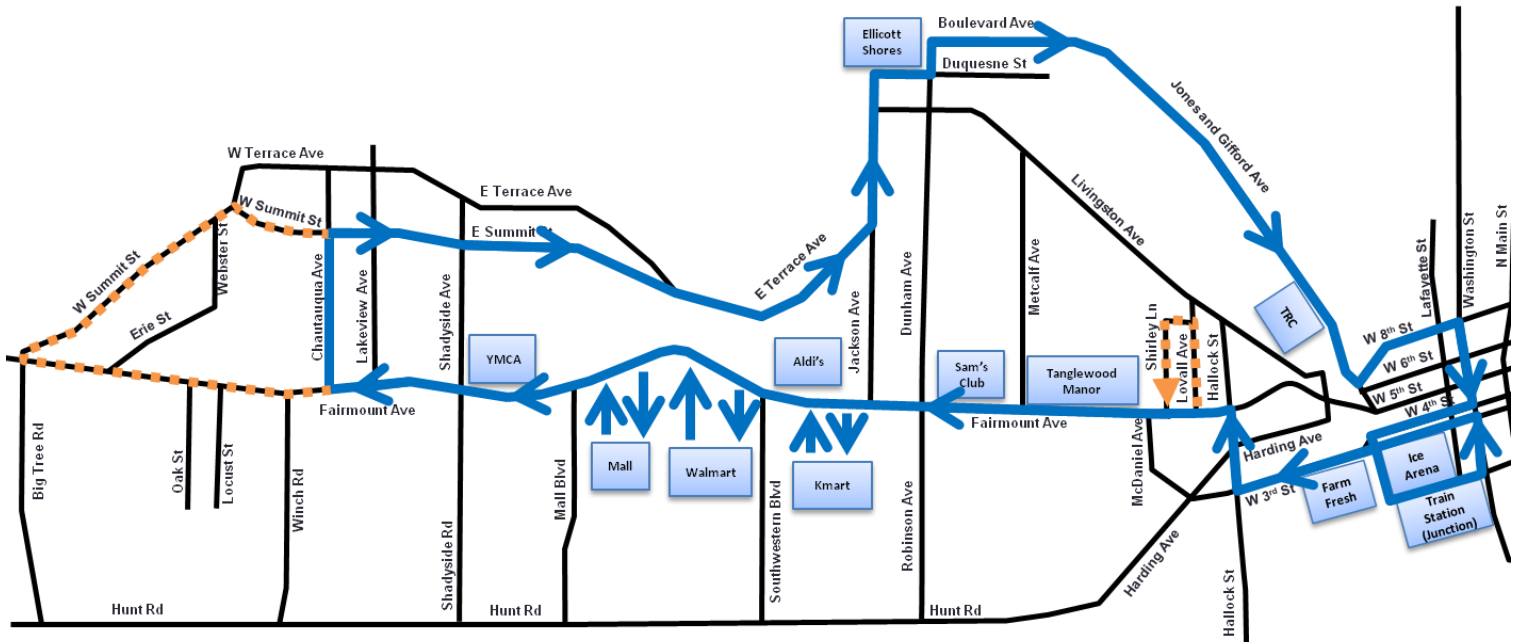 Boulevard Ave
Ellicott
Shores
Duquesne St
Jones and Gifford Ave
W Terrace Ave
E Terrace Ave
W Summit St
E Summit St
W Summit St
Webster St
Erie St
Chautauqua Ave
Lakeview Ave
Shadyside Ave
E Terrace Ave
Jackson Ave
Dunham Ave
Metcalf Ave
Livingston Ave
Shirley Ln
Lovall Ave
Hallock St
TRC
Lafayette St
Washington St
N Main St
W 8th St
W 6th St
W 5th St
W 4th St
YMCA
Aldi's
Sam's
Club
Tanglewood
Manor
Fairmount Ave
Fairmount Ave
Big Tree Rd
Oak St
Locust St
Winch Rd
Shadyside Rd
Mall Blvd
Mall
Walmart
Southwestern Blvd
Kmart
Robinson Ave
McDaniel Ave
Harding Ave
Harding Ave
W 3rd St
Hallock St
Farm
Fresh
Ice
Arena
Train
Station
(Junction)
Hunt Rd
Hunt Rd
Hunt Rd